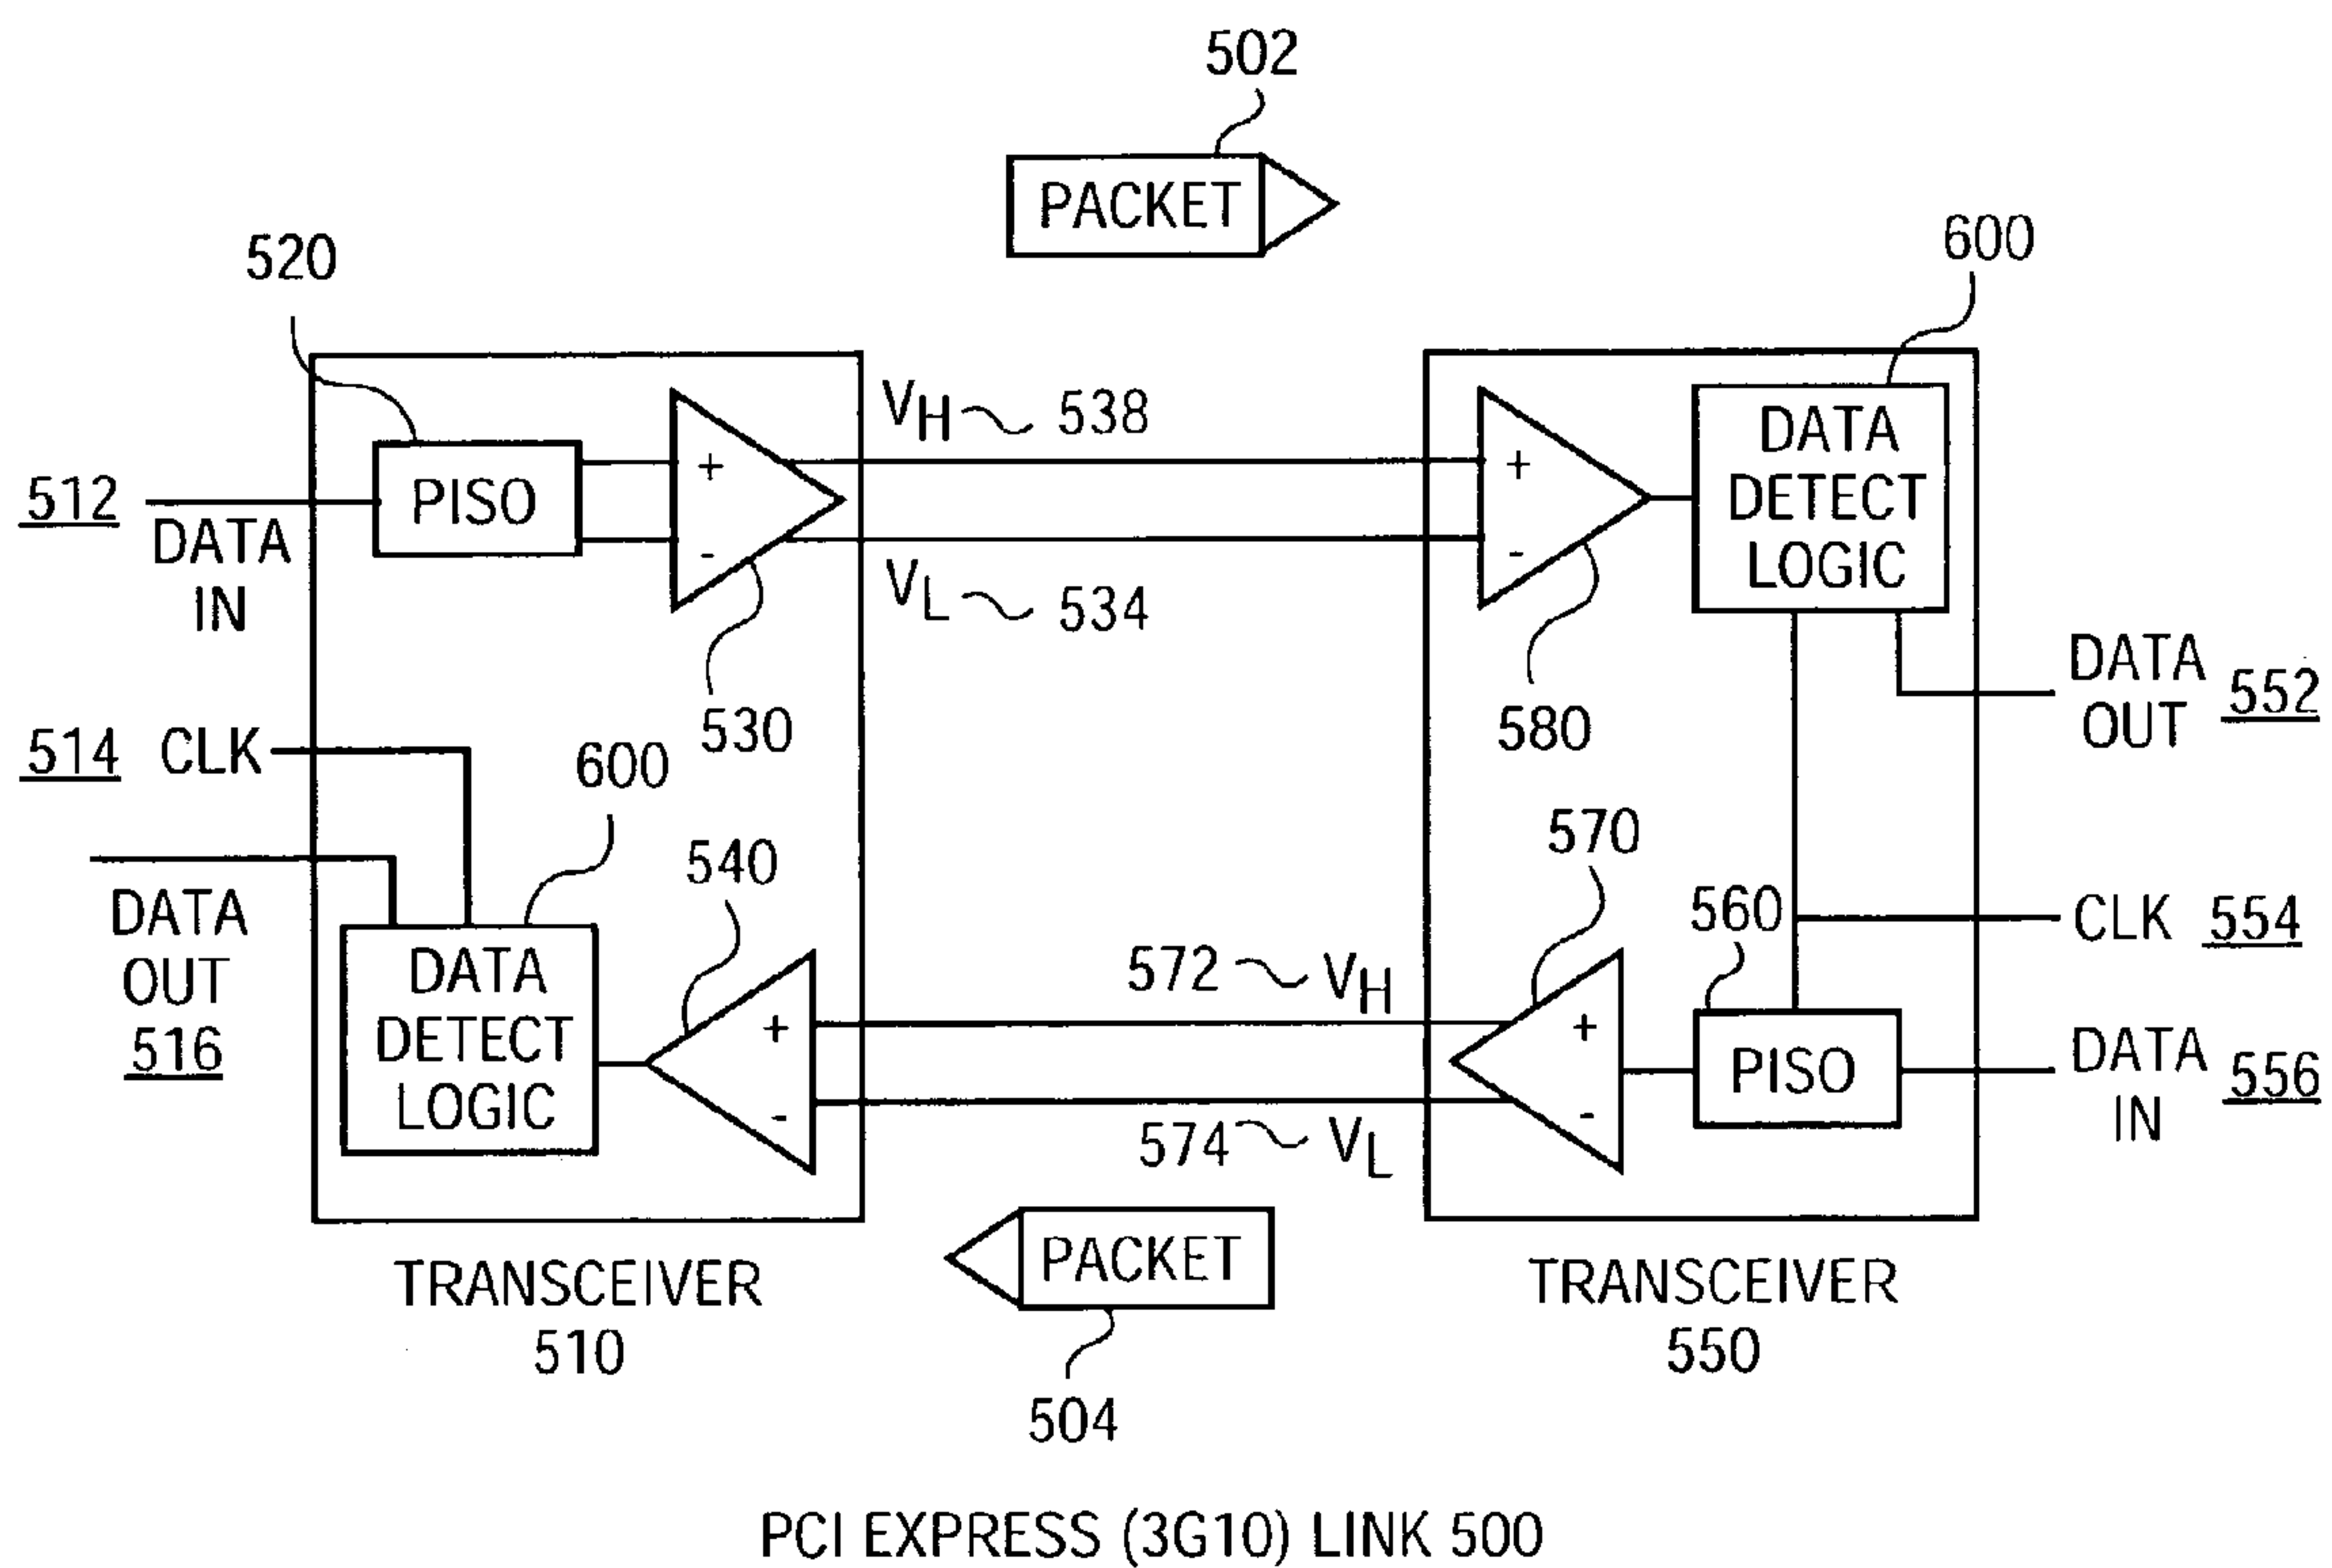 502
PACKET
520
600
V_H 538
512
DATA
IN
PISO
+
-
V_L 534
530
+
-
580
DATA
DETECT
LOGIC
DATA
OUT
552
514 CLK
600
540
DATA
OUT
516
DATA
DETECT
LOGIC
+
-
570
560
572 V_H
574 V_L
+
-
PISO
CLK 554
DATA
IN
556
PACKET
504
TRANSCEIVER
510
TRANSCEIVER
550
PCI EXPRESS (3G10) LINK 500